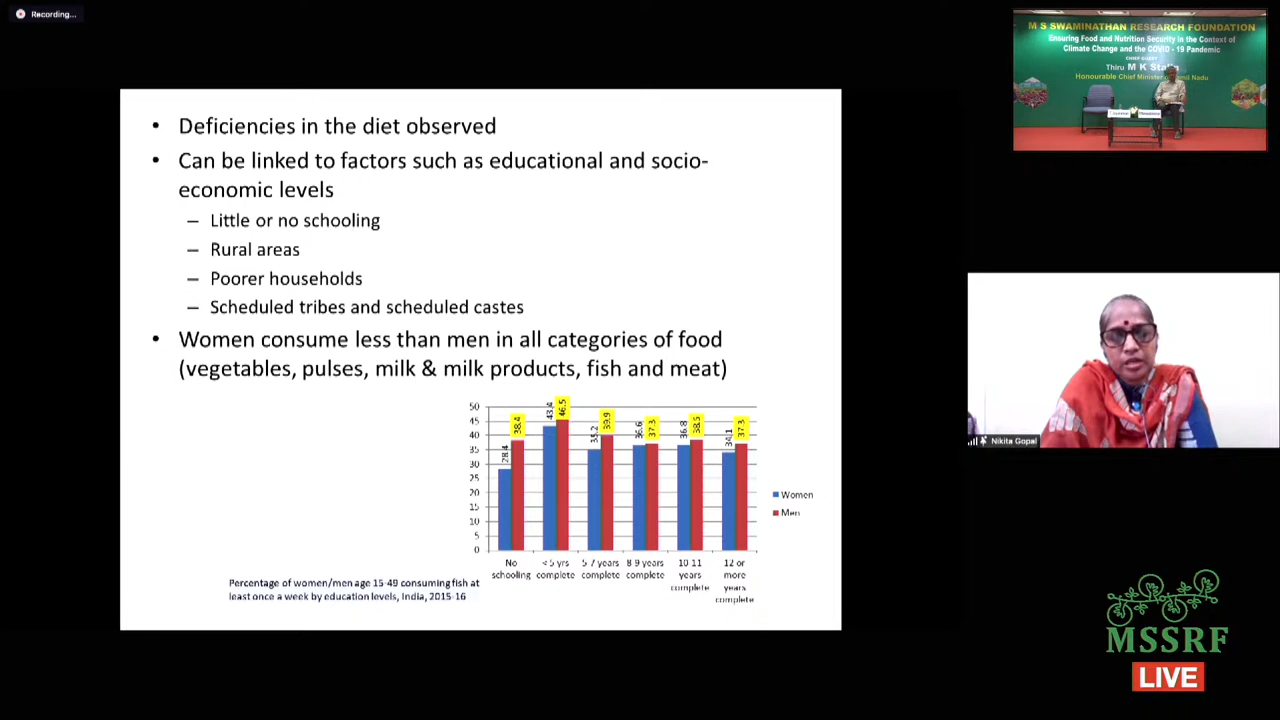 Recording...
M S SWAMINATHAN RESEARCH FOUNDATION
Ensuring Food and Nutrition Security in the Context of
Climate Change and the COVID - 19 Pandemic
CHIEF GUEST
Thiru M K Stalin
Honourable Chief Minister Tamil Nadu
• Deficiencies in the diet observed
• Can be linked to factors such as educational and socio-
economic levels
– Little or no schooling
– Rural areas
– Poorer households
– Scheduled tribes and scheduled castes
• Women consume less than men in all categories of food
(vegetables, pulses, milk & milk products, fish and meat)
50
45
40
35
30
25
20
15
10
5
0
28.4
38.4
43.4
46.5
35.2
39.9
36.6
37.3
36.8
38.5
34.1
37.3
No
schooling
<5 yrs
complete
5-7 years
complete
8-9 years
complete
10-11
years
complete
12 or
more
years
complete
Women
Men
Percentage of women/men age 15-49 consuming fish at
least once a week by education levels, India, 2015-16
Nikita Gopal
MSSRF
LIVE